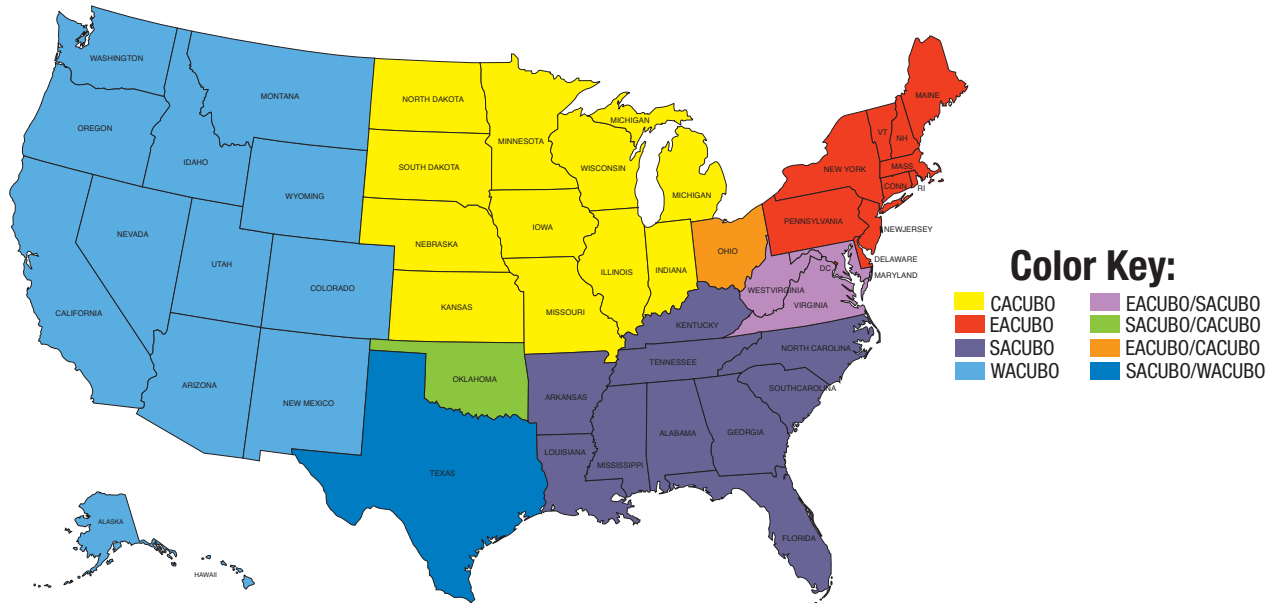 WASHINGTON
MONTANA
NORTH DAKOTA
MINNESOTA
MICHIGAN
MAINE
OREGON
IDAHO
SOUTH DAKOTA
WISCONSIN
VT
NH
WYOMING
MICHIGAN
NEW YORK
MASS
CONN
RI
NEVADA
NEBRASKA
IOWA
PENNSYLVANIA
NEWJERSEY
UTAH
COLORADO
ILLINOIS
INDIANA
OHIO
DELAWARE
MARYLAND
DC
WESTVIRGINIA
VIRGINIA
CALIFORNIA
KANSAS
MISSOURI
KENTUCKY
ARIZONA
NEW MEXICO
OKLAHOMA
TENNESSEE
NORTH CAROLINA
ARKANSAS
SOUTHCAROLINA
TEXAS
LOUISIANA
MISSISSIPPI
ALABAMA
GEORGIA
FLORIDA
ALASKA
HAWAII
Color Key:
CACUBO
EACUBO
SACUBO
WACUBO
EACUBO/SACUBO
SACUBO/CACUBO
EACUBO/CACUBO
SACUBO/WACUBO